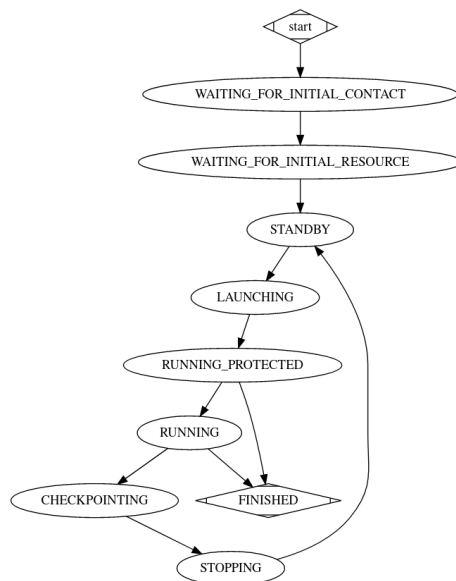 start
WAITING_FOR_INITIAL_CONTACT
WAITING_FOR_INITIAL_RESOURCE
STANDBY
LAUNCHING
RUNNING_PROTECTED
RUNNING
CHECKPOINTING
FINISHED
STOPPING